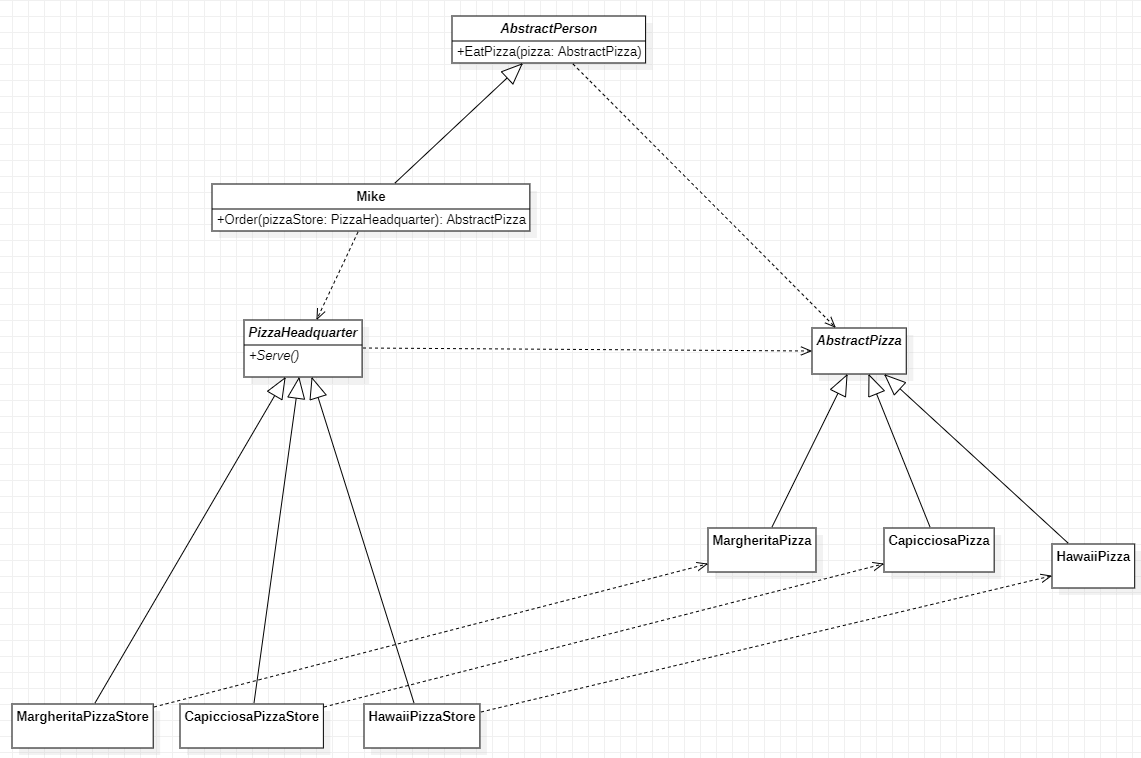 AbstractPerson
+EatPizza(pizza: AbstractPizza)
Mike
+Order(pizzaStore: PizzaHeadquarter): AbstractPizza
PizzaHeadquarter
+Serve()
AbstractPizza
MargheritaPizza
CapicciosaPizza
HawaiiPizza
MargheritaPizzaStore
CapicciosaPizzaStore
HawaiiPizzaStore